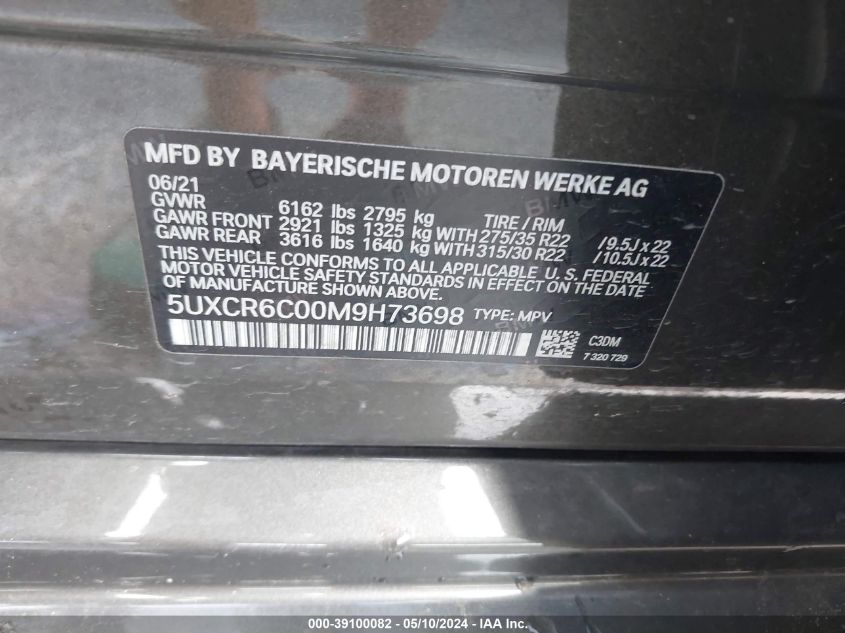 MFD BY BAYERISCHE MOTOREN WERKE AG
06/21
GVWR 6162 lbs 2795 kg TIRE / RIM
GAWR FRONT 2921 lbs 1325 kg WITH 275/35 R22 /9.5J x 22
GAWR REAR 3616 lbs 1640 kg WITH 315/30 R22 /10.5J x 22
THIS VEHICLE CONFORMS TO ALL APPLICABLE U. S. FEDERAL
MOTOR VEHICLE SAFETY STANDARDS IN EFFECT ON THE DATE
OF MANUFACTURE SHOWN ABOVE.
5UXCR6C00M9H73698 TYPE: MPV
C3DM
7 320 729
000-39100082 - 05/10/2024 - IAA Inc.